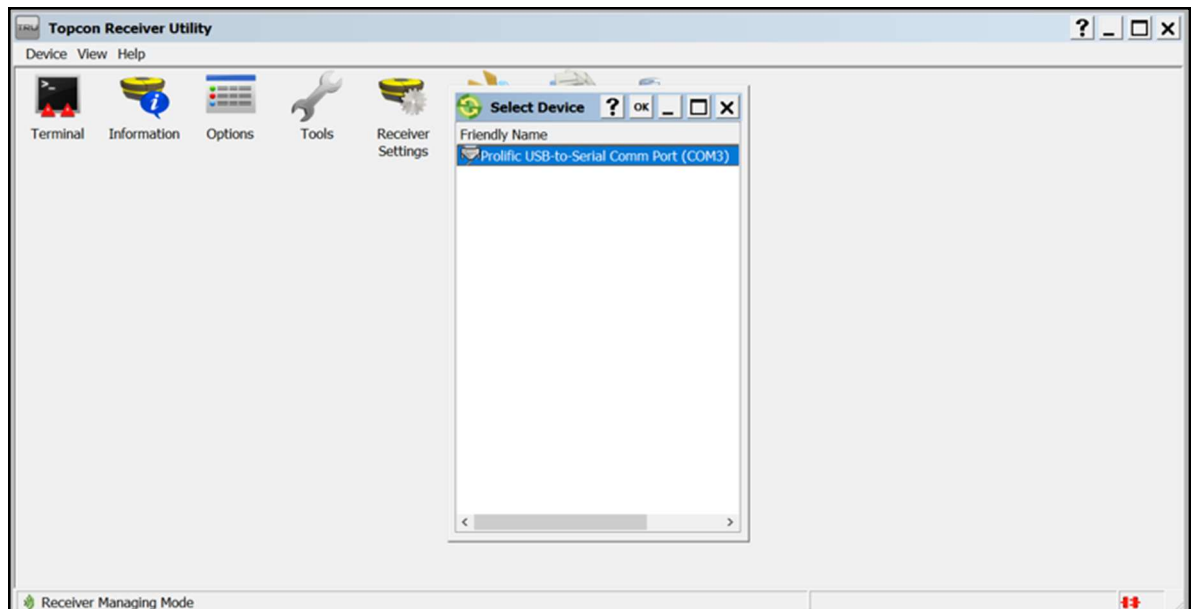 TRU Topcon Receiver Utility
Device View Help
Terminal
Information
Options
Tools
Receiver
Settings
Select Device ? OK
Friendly Name
Prolific USB-to-Serial Comm Port (COM3)
Receiver Managing Mode